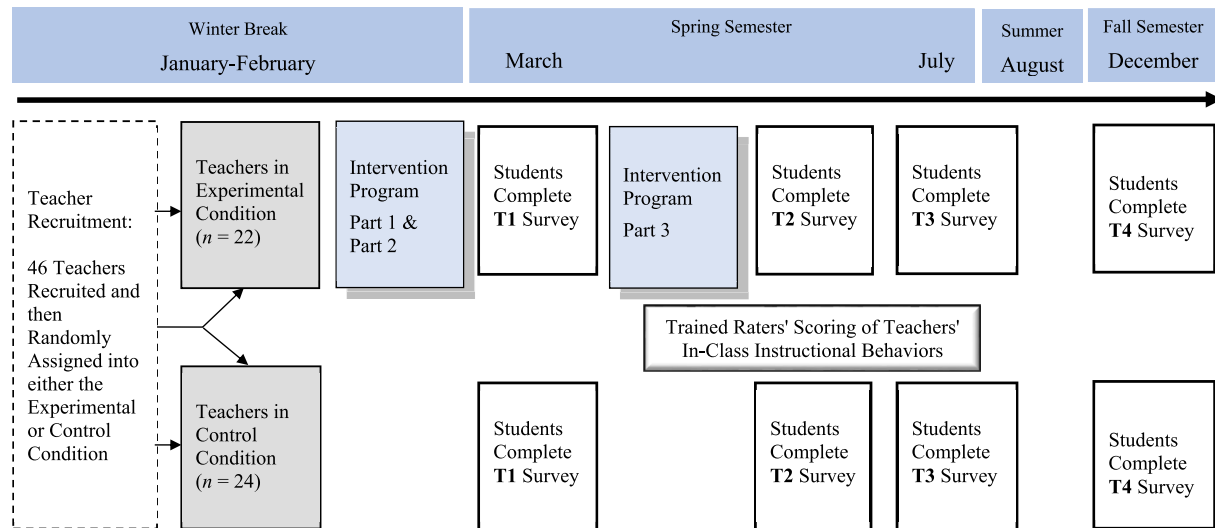 Winter Break
January-February
Spring Semester
March
July
Summer
August
Fall Semester
December
Teacher
Recruitment:
46 Teachers
Recruited and
then
Randomly
Assigned into
either the
Experimental
or Control
Condition
Teachers in
Experimental
Condition
(n = 22)
Intervention
Program
Part 1 &
Part 2
Students
Complete
T1 Survey
Intervention
Program
Part 3
Students
Complete
T2 Survey
Students
Complete
T3 Survey
Students
Complete
T4 Survey
Trained Raters' Scoring of Teachers'
In-Class Instructional Behaviors
Teachers in
Control
Condition
(n = 24)
Students
Complete
T1 Survey
Students
Complete
T2 Survey
Students
Complete
T3 Survey
Students
Complete
T4 Survey